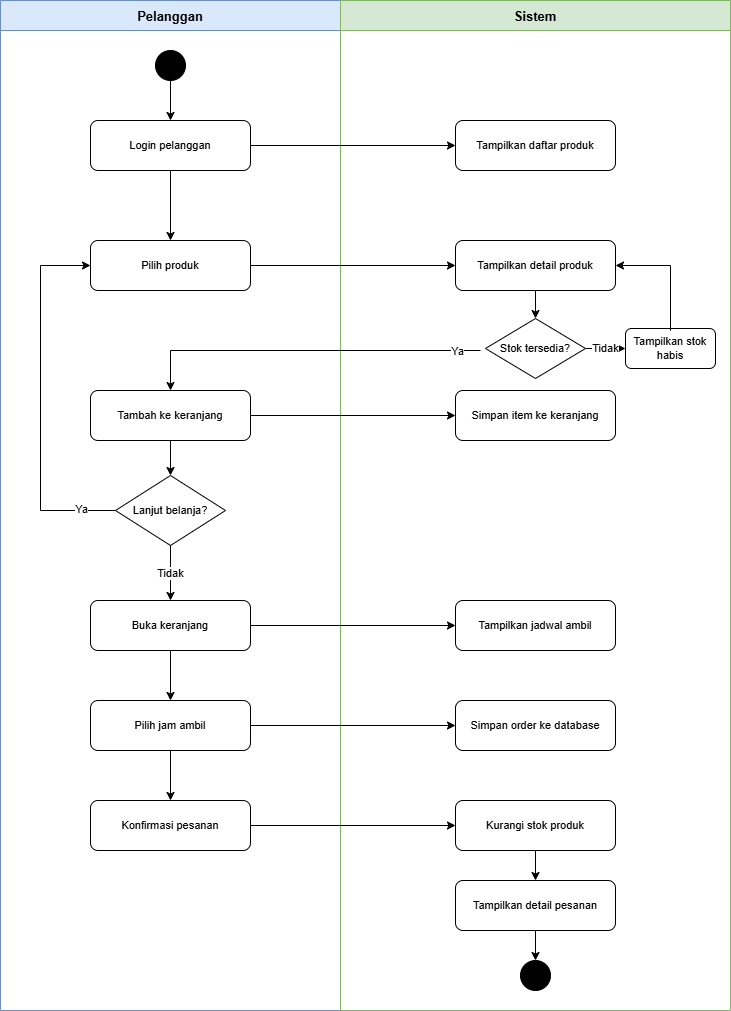 Pelanggan
Sistem
Login pelanggan
Tampilkan daftar produk
Pilih produk
Tampilkan detail produk
Stok tersedia?
Tidak
Tampilkan stok
habis
Ya
Tambah ke keranjang
Simpan item ke keranjang
Lanjut belanja?
Ya
Tidak
Buka keranjang
Tampilkan jadwal ambil
Pilih jam ambil
Simpan order ke database
Konfirmasi pesanan
Kurangi stok produk
Tampilkan detail pesanan